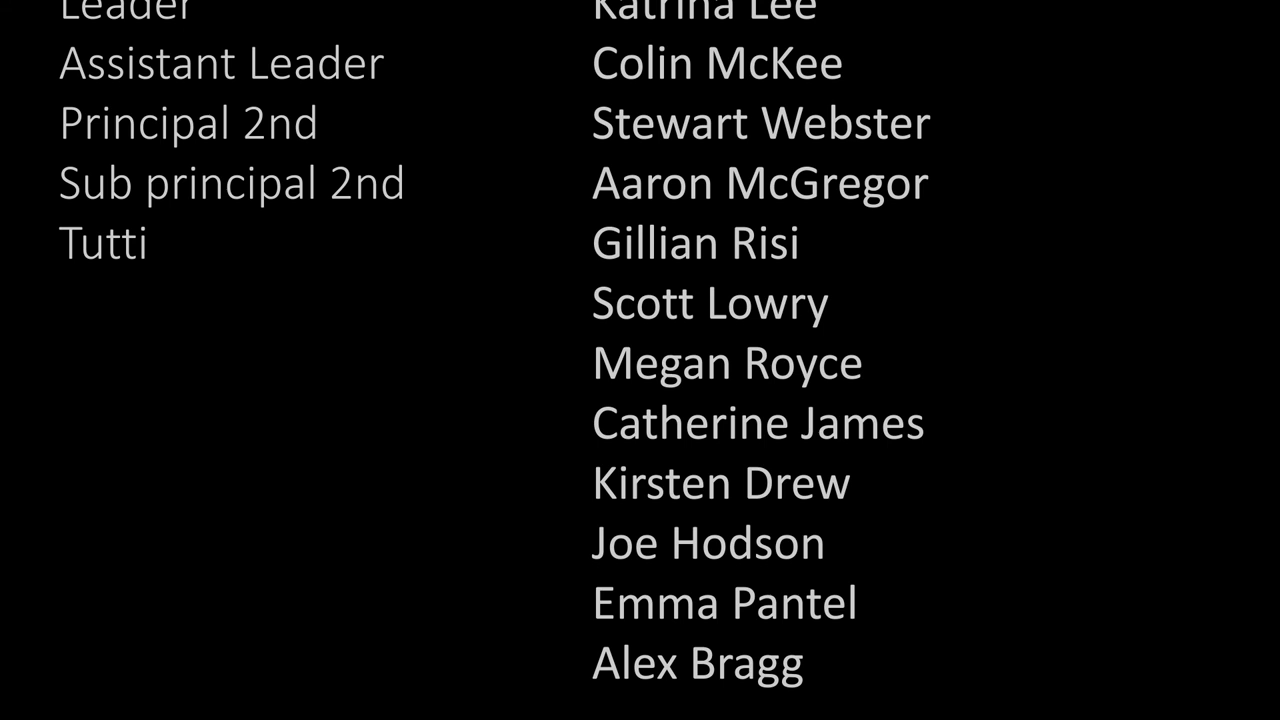 Leader Katrina Lee
Assistant Leader Colin McKee
Principal 2nd Stewart Webster
Sub principal 2nd Aaron McGregor
Tutti Gillian Risi
Scott Lowry
Megan Royce
Catherine James
Kirsten Drew
Joe Hodson
Emma Pantel
Alex Bragg